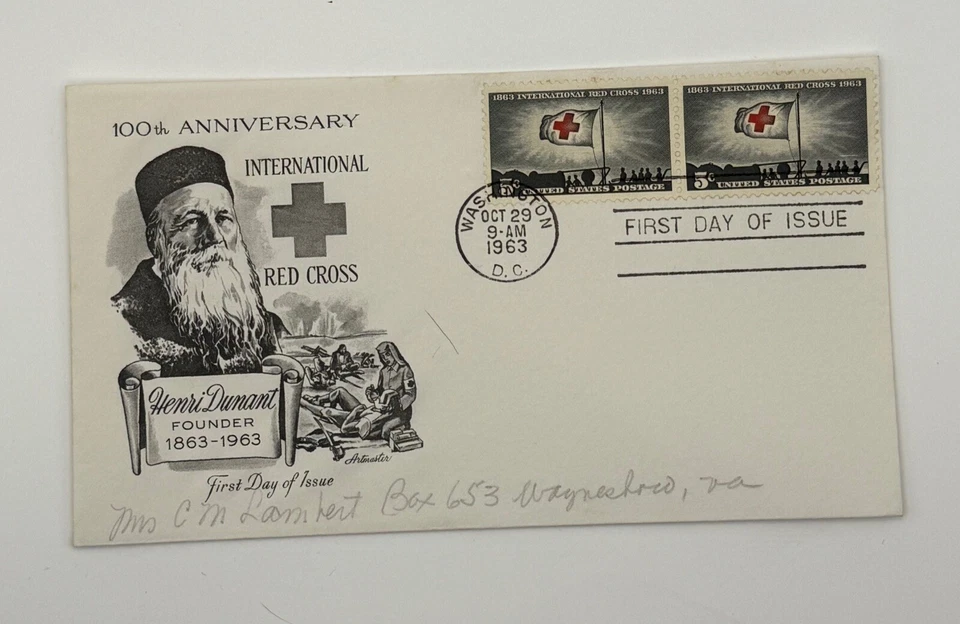 100th ANNIVERSARY
INTERNATIONAL
RED CROSS
Henri Dunant
FOUNDER
1863-1963
Artmaster
First Day of Issue
1863 INTERNATIONAL RED CROSS 1963
5c UNITED STATES POSTAGE
1863 INTERNATIONAL RED CROSS 1963
5c UNITED STATES POSTAGE
WASHINGTON
OCT 29
9-AM
1963
D.C.
FIRST DAY OF ISSUE
Mrs C M Lambert Box 653 Waynesboro, va